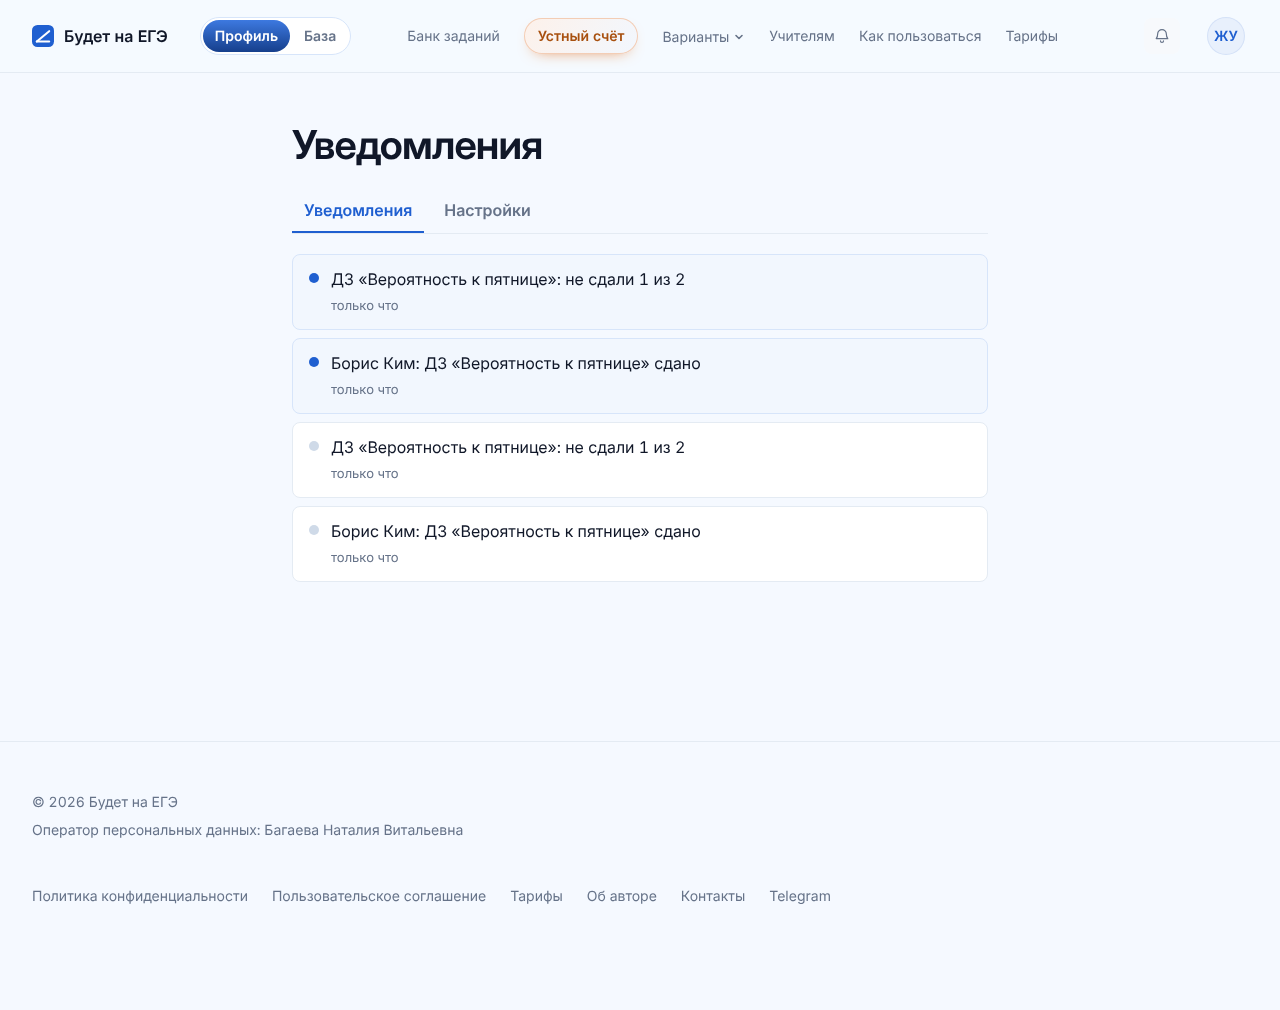 Будет на ЕГЭ
Профиль
База
Банк заданий
Устный счёт
Варианты
Учителям
Как пользоваться
Тарифы
ЖУ
Уведомления
Уведомления
Настройки
ДЗ «Вероятность к пятнице»: не сдали 1 из 2
только что
Борис Ким: ДЗ «Вероятность к пятнице» сдано
только что
ДЗ «Вероятность к пятнице»: не сдали 1 из 2
только что
Борис Ким: ДЗ «Вероятность к пятнице» сдано
только что
© 2026 Будет на ЕГЭ
Оператор персональных данных: Багаева Наталия Витальевна
Политика конфиденциальности
Пользовательское соглашение
Тарифы
Об авторе
Контакты
Telegram